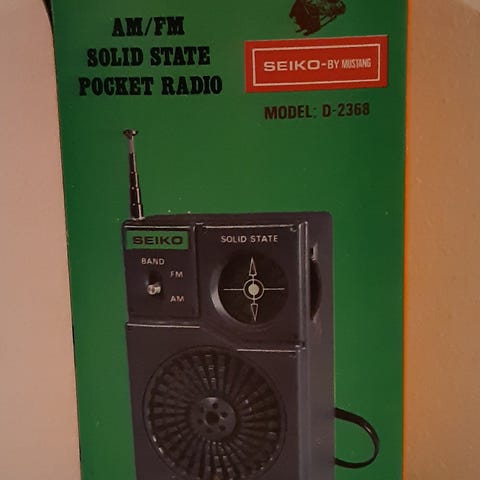 AM/FM
SOLID STATE
POCKET RADIO
SEIKO-BY MUSTANG
MODEL: D-2368
SEIKO
SOLID STATE
BAND
FM
AM